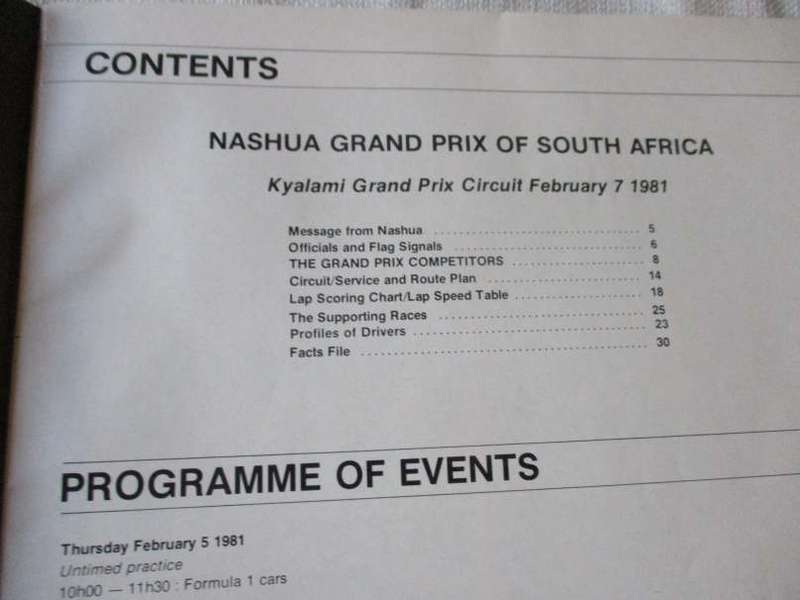 CONTENTS
NASHUA GRAND PRIX OF SOUTH AFRICA
Kyalami Grand Prix Circuit February 7 1981
Message from Nashua 5
Officials and Flag Signals 6
THE GRAND PRIX COMPETITORS 8
Circuit/Service and Route Plan 14
Lap Scoring Chart/Lap Speed Table 18
The Supporting Races 25
Profiles of Drivers 23
Facts File 30
PROGRAMME OF EVENTS
Thursday February 5 1981
Untimed practice
10h00 — 11h30 : Formula 1 cars